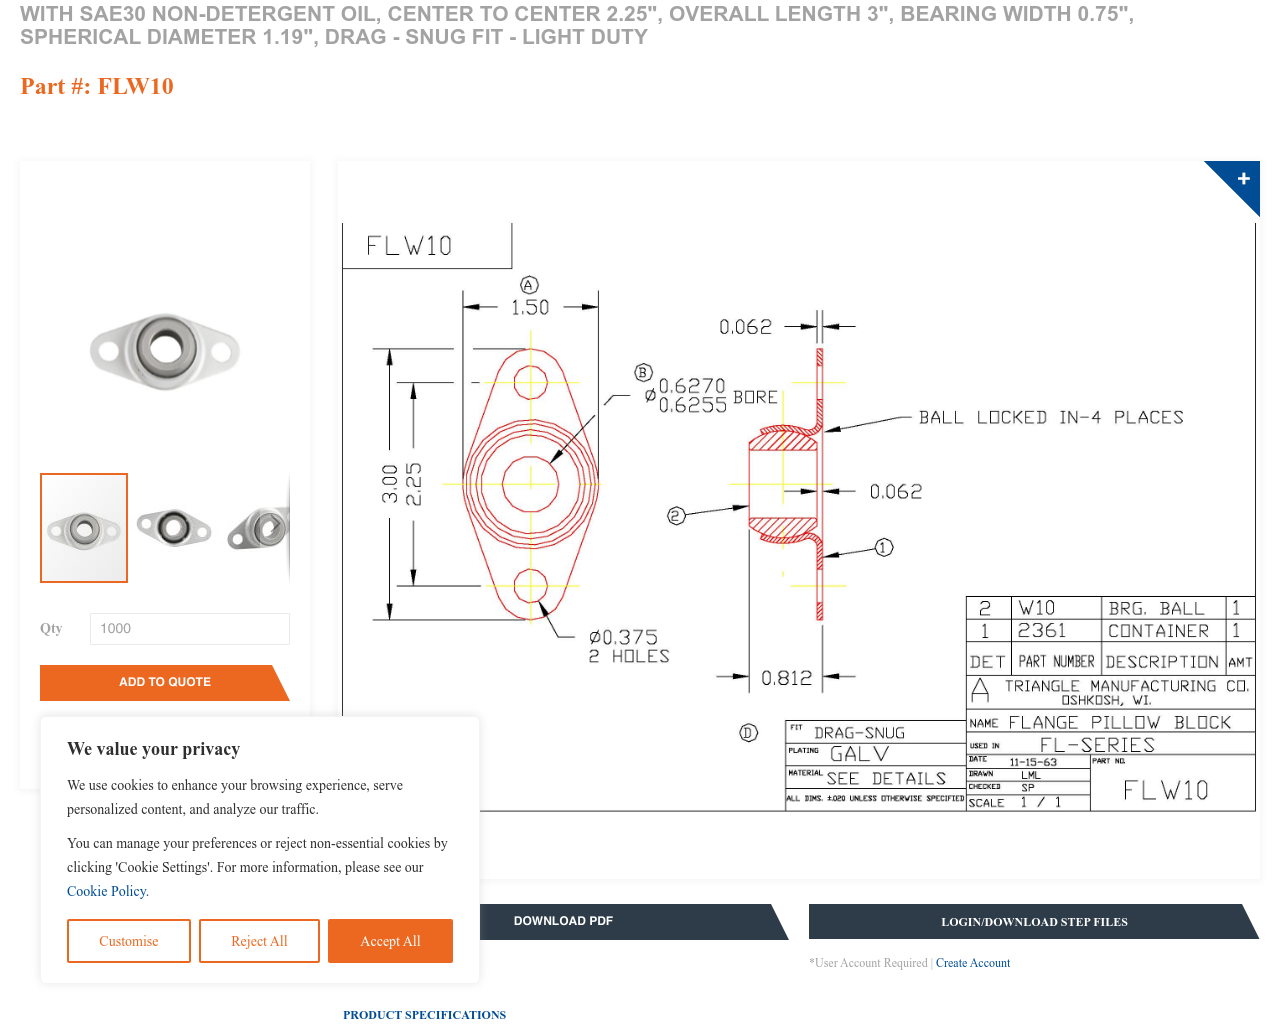 WITH SAE30 NON-DETERGENT OIL, CENTER TO CENTER 2.25", OVERALL LENGTH 3", BEARING WIDTH 0.75",
SPHERICAL DIAMETER 1.19", DRAG - SNUG FIT - LIGHT DUTY
Part #: FLW10
+
FLW10
A
1.50
0.062
B
Ø0.6270
0.6255 BORE
BALL LOCKED IN-4 PLACES
3.00
2.25
0.062
2
1
Ø0.375
2 HOLES
0.812
D
2 W10 BRG. BALL 1
1 2361 CONTAINER 1
DET PART NUMBER DESCRIPTION AMT
A TRIANGLE MANUFACTURING CO.
OSHKOSH, WI.
NAME FLANGE PILLOW BLOCK
USED IN FL-SERIES
DATE 11-15-63
DRAWN LML
CHECKED SP
SCALE 1 / 1
PART NO.
FLW10
FIT DRAG-SNUG
PLATING GALV
MATERIAL SEE DETAILS
ALL DIMS. ±.020 UNLESS OTHERWISE SPECIFIED
Qty 1000
ADD TO QUOTE
We value your privacy
We use cookies to enhance your browsing experience, serve
personalized content, and analyze our traffic.
You can manage your preferences or reject non-essential cookies by
clicking 'Cookie Settings'. For more information, please see our
Cookie Policy.
Customise
Reject All
Accept All
DOWNLOAD PDF
LOGIN/DOWNLOAD STEP FILES
*User Account Required | Create Account
PRODUCT SPECIFICATIONS